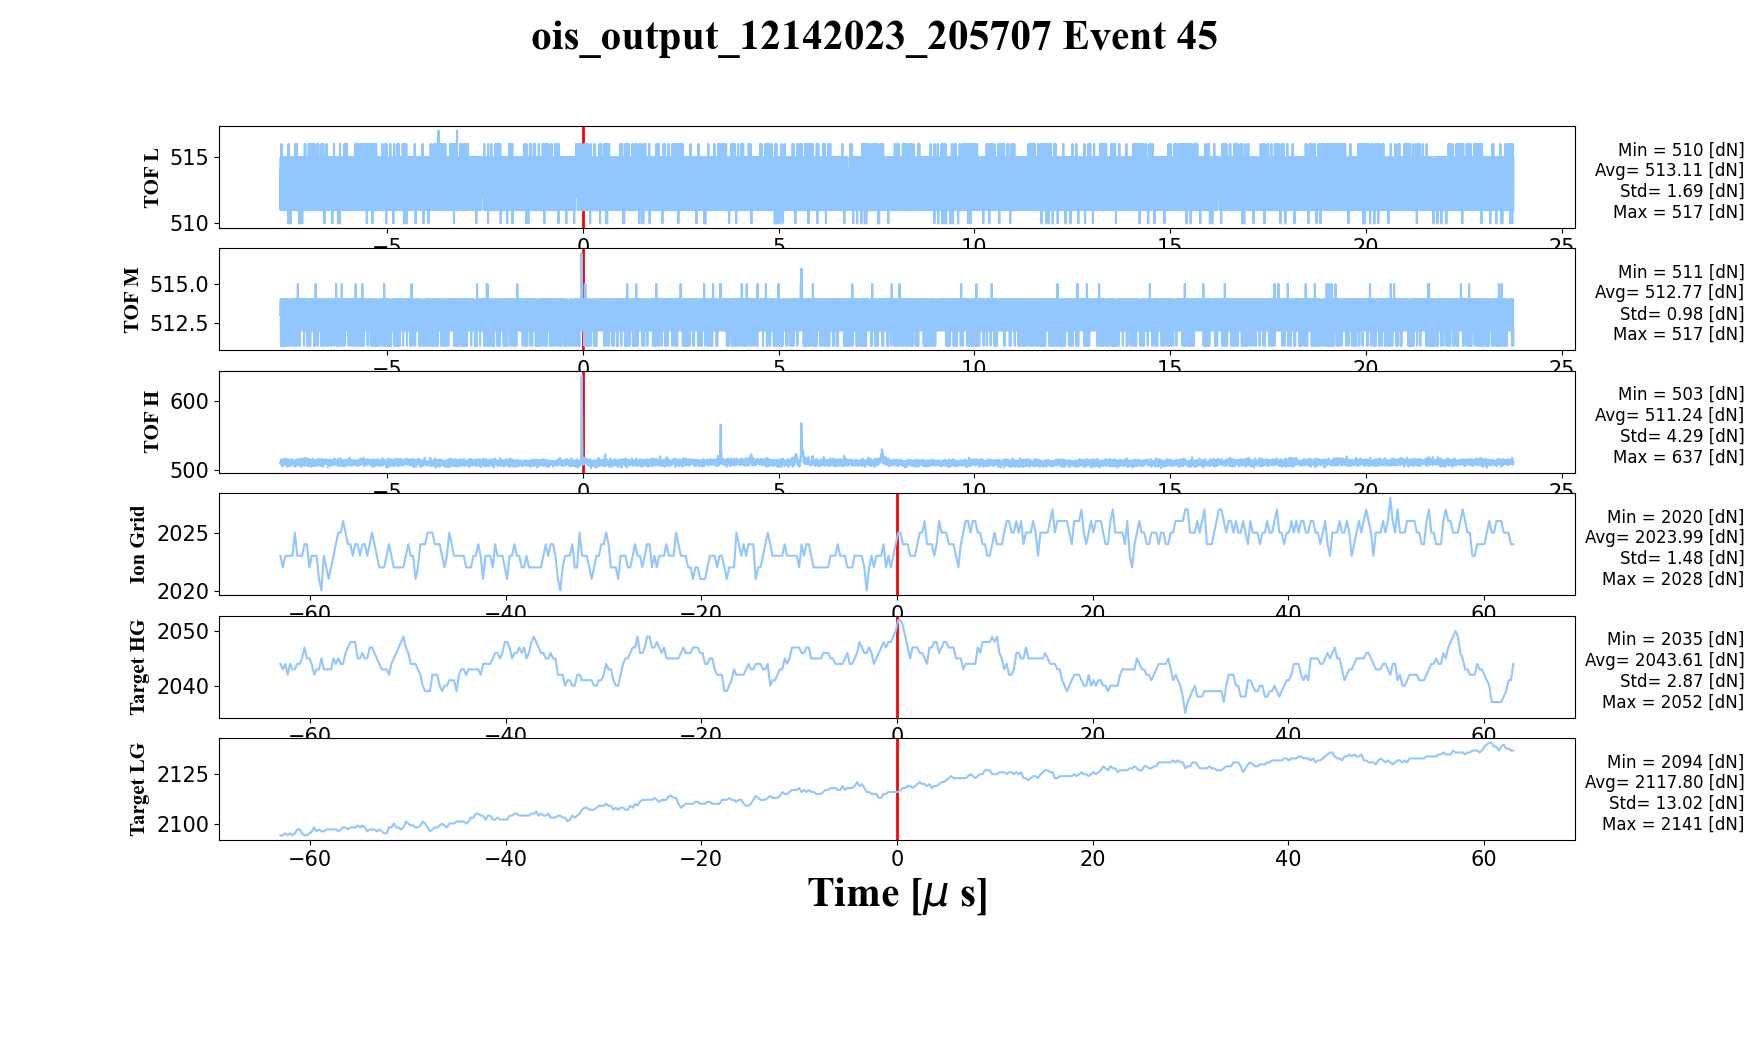 ois_output_12142023_205707 Event 45
TOF L
515
510
−5 0 5 10 15 20 25
Min = 510 [dN]
Avg= 513.11 [dN]
Std= 1.69 [dN]
Max = 517 [dN]
TOF M
515.0
512.5
−5 0 5 10 15 20 25
Min = 511 [dN]
Avg= 512.77 [dN]
Std= 0.98 [dN]
Max = 517 [dN]
TOF H
600
500
−5 0 5 10 15 20 25
Min = 503 [dN]
Avg= 511.24 [dN]
Std= 4.29 [dN]
Max = 637 [dN]
Ion Grid
2025
2020
−60 −40 −20 0 20 40 60
Min = 2020 [dN]
Avg= 2023.99 [dN]
Std= 1.48 [dN]
Max = 2028 [dN]
Target HG
2050
2040
−60 −40 −20 0 20 40 60
Min = 2035 [dN]
Avg= 2043.61 [dN]
Std= 2.87 [dN]
Max = 2052 [dN]
Target LG
2125
2100
−60 −40 −20 0 20 40 60
Min = 2094 [dN]
Avg= 2117.80 [dN]
Std= 13.02 [dN]
Max = 2141 [dN]
Time [μ s]